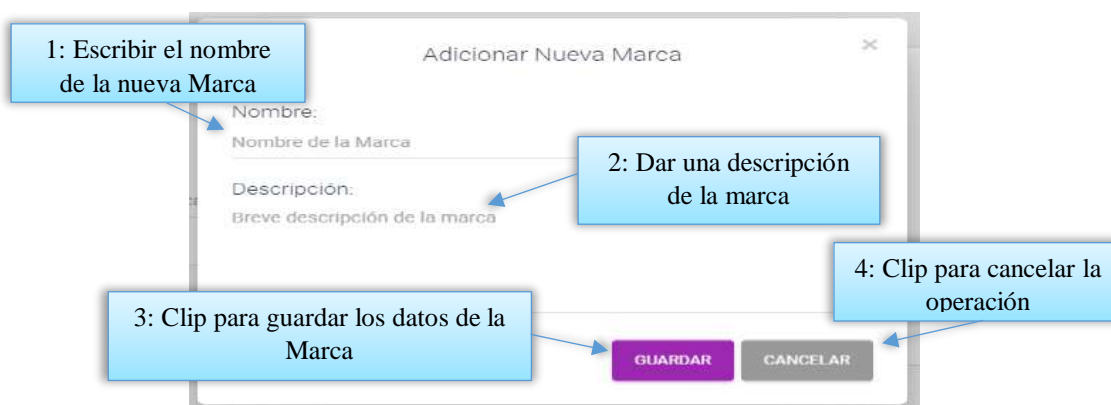 1: Escribir el nombre
de la nueva Marca
Adicionar Nueva Marca
×
Nombre:
Nombre de la Marca
2: Dar una descripción
de la marca
Descripción:
Breve descripción de la marca
4: Clip para cancelar la
operación
3: Clip para guardar los datos de la
Marca
GUARDAR
CANCELAR